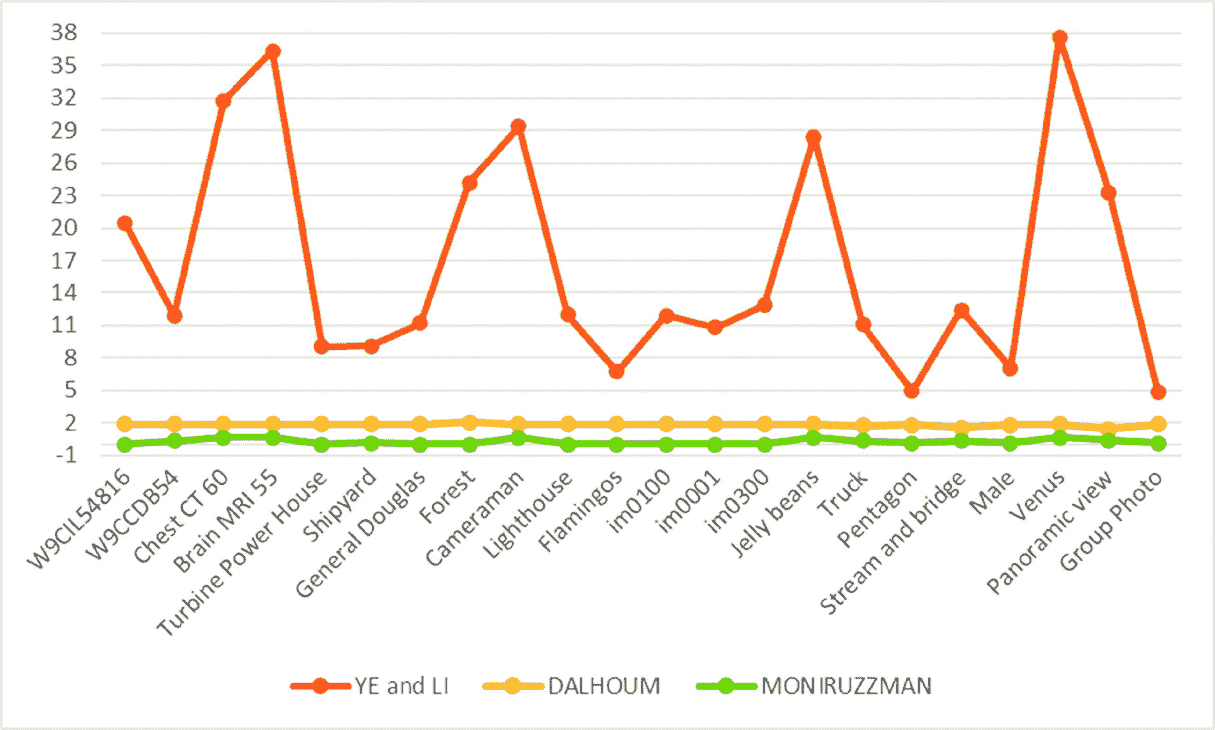 38
35
32
29
26
23
20
17
14
11
8
5
2
-1
W9CIL54816
W9CCDB54
Chest CT 60
Brain MRI 55
Turbine Power House
Shipyard
General Douglas
Forest
Cameraman
Lighthouse
Flamingos
im0100
im0001
im0300
Jelly beans
Truck
Pentagon
Stream and bridge
Male
Venus
Panoramic view
Group Photo
YE and LI DALHOUM MONIRUZZMAN